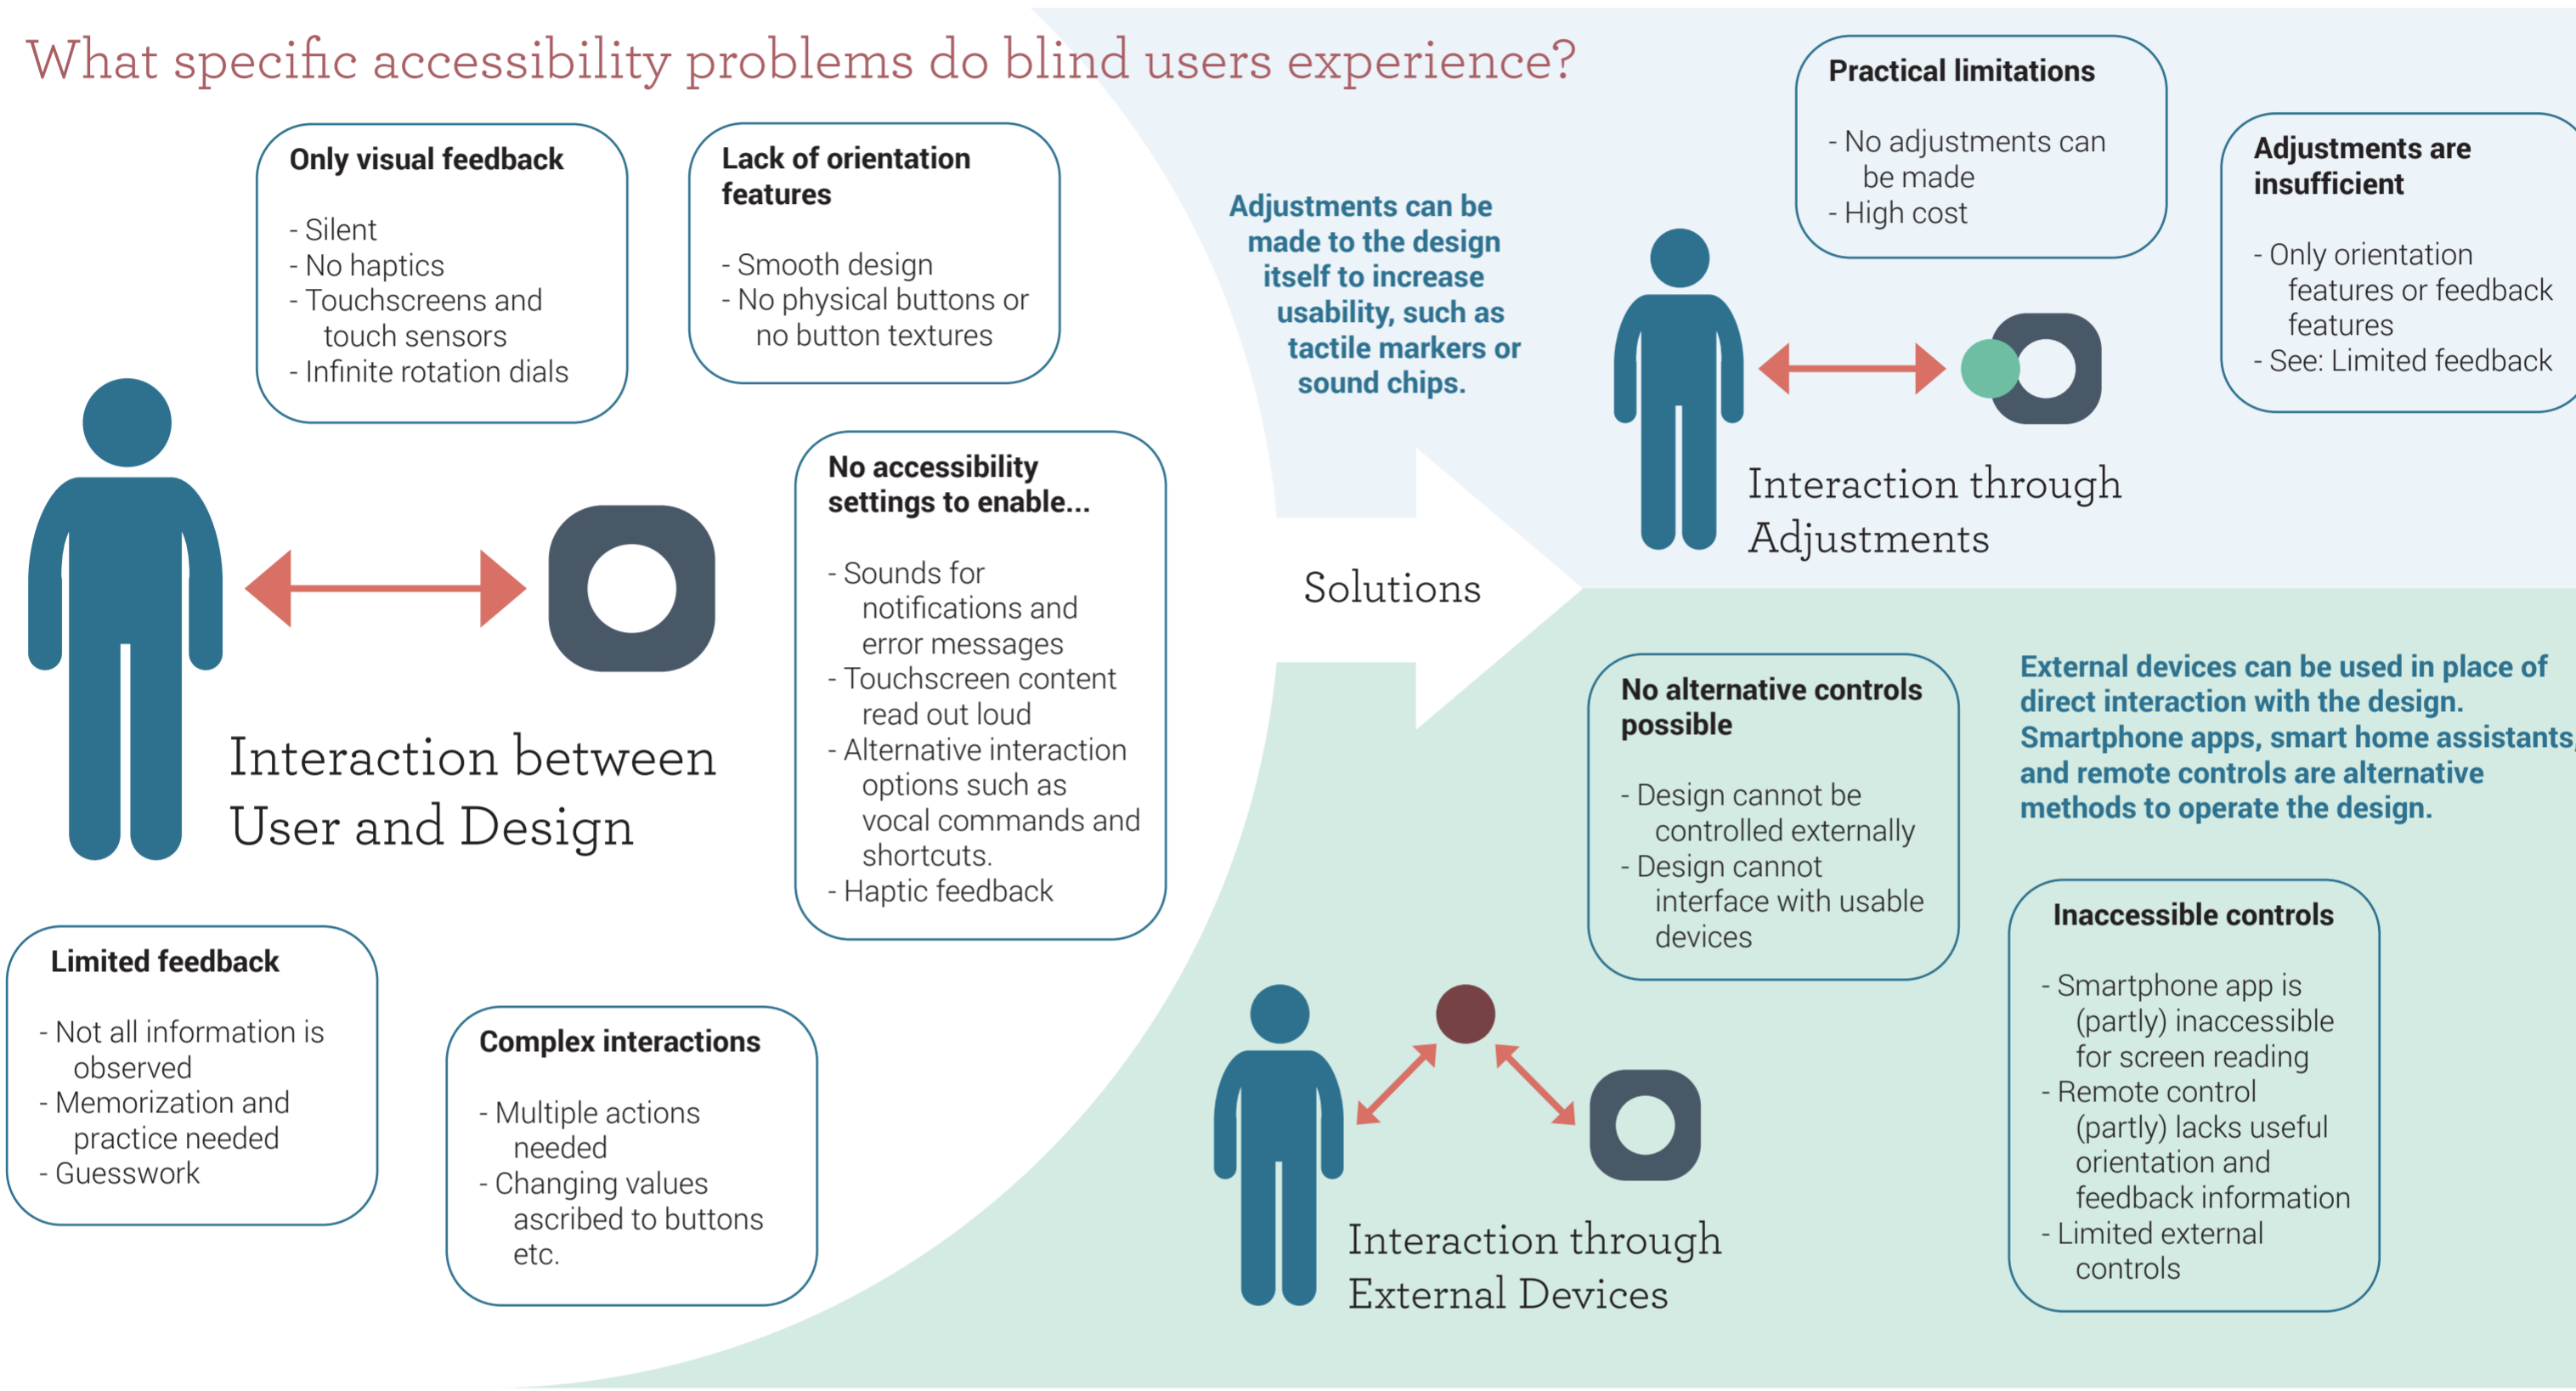 What specific accessibility problems do blind users experience?
Only visual feedback
- Silent
- No haptics
- Touchscreens and
touch sensors
- Infinite rotation dials
Lack of orientation
features
- Smooth design
- No physical buttons or
no button textures
No accessibility
settings to enable...
- Sounds for
notifications and
error messages
- Touchscreen content
read out loud
- Alternative interaction
options such as
vocal commands and
shortcuts.
- Haptic feedback
Interaction between
User and Design
Limited feedback
- Not all information is
observed
- Memorization and
practice needed
- Guesswork
Complex interactions
- Multiple actions
needed
- Changing values
ascribed to buttons
etc.
Solutions
Adjustments can be
made to the design
itself to increase
usability, such as
tactile markers or
sound chips.
Practical limitations
- No adjustments can
be made
- High cost
Adjustments are
insufficient
- Only orientation
features or feedback
features
- See: Limited feedback
Interaction through
Adjustments
No alternative controls
possible
- Design cannot be
controlled externally
- Design cannot
interface with usable
devices
External devices can be used in place of
direct interaction with the design.
Smartphone apps, smart home assistants,
and remote controls are alternative
methods to operate the design.
Inaccessible controls
- Smartphone app is
(partly) inaccessible
for screen reading
- Remote control
(partly) lacks useful
orientation and
feedback information
- Limited external
controls
Interaction through
External Devices